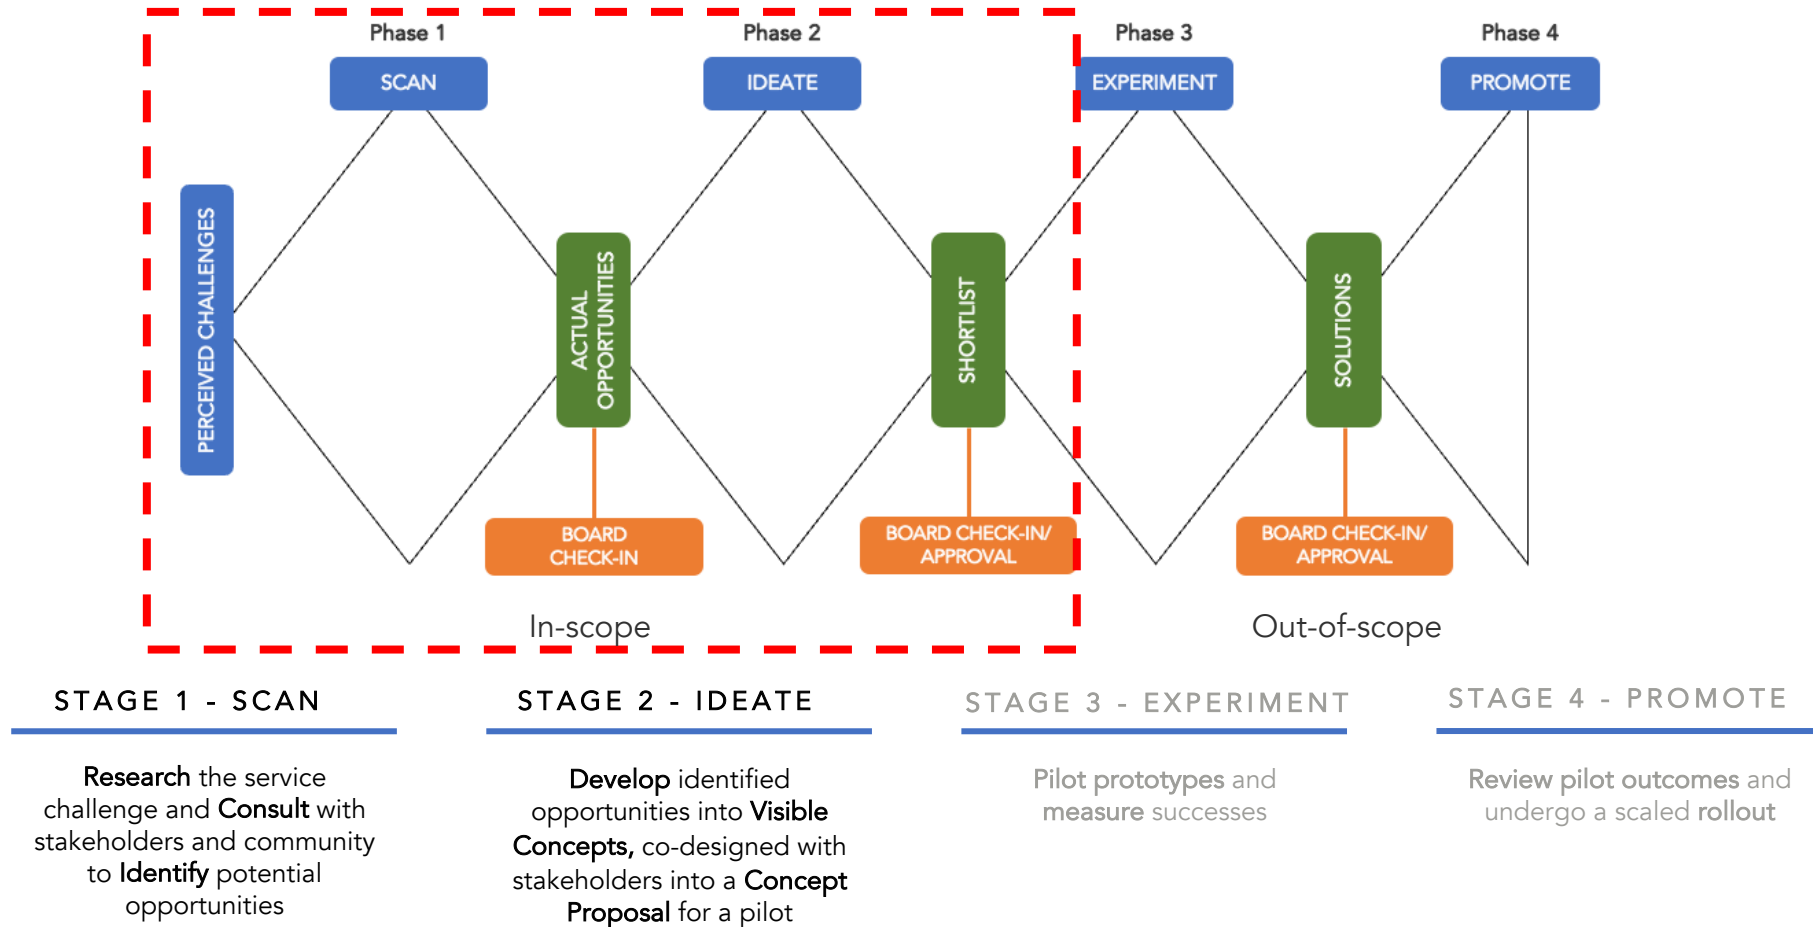 Phase 1
Phase 2
Phase 3
Phase 4
SCAN
IDEATE
EXPERIMENT
PROMOTE
PERCEIVED CHALLENGES
ACTUAL
OPPORTUNITIES
SHORTLIST
SOLUTIONS
BOARD
CHECK-IN
BOARD CHECK-IN/
APPROVAL
BOARD CHECK-IN/
APPROVAL
In-scope
Out-of-scope
STAGE 1 - SCAN
Research the service
challenge and Consult with
stakeholders and community
to Identify potential
opportunities
STAGE 2 - IDEATE
Develop identified
opportunities into Visible
Concepts, co-designed with
stakeholders into a Concept
Proposal for a pilot
STAGE 3 - EXPERIMENT
Pilot prototypes and
measure successes
STAGE 4 - PROMOTE
Review pilot outcomes and
undergo a scaled rollout